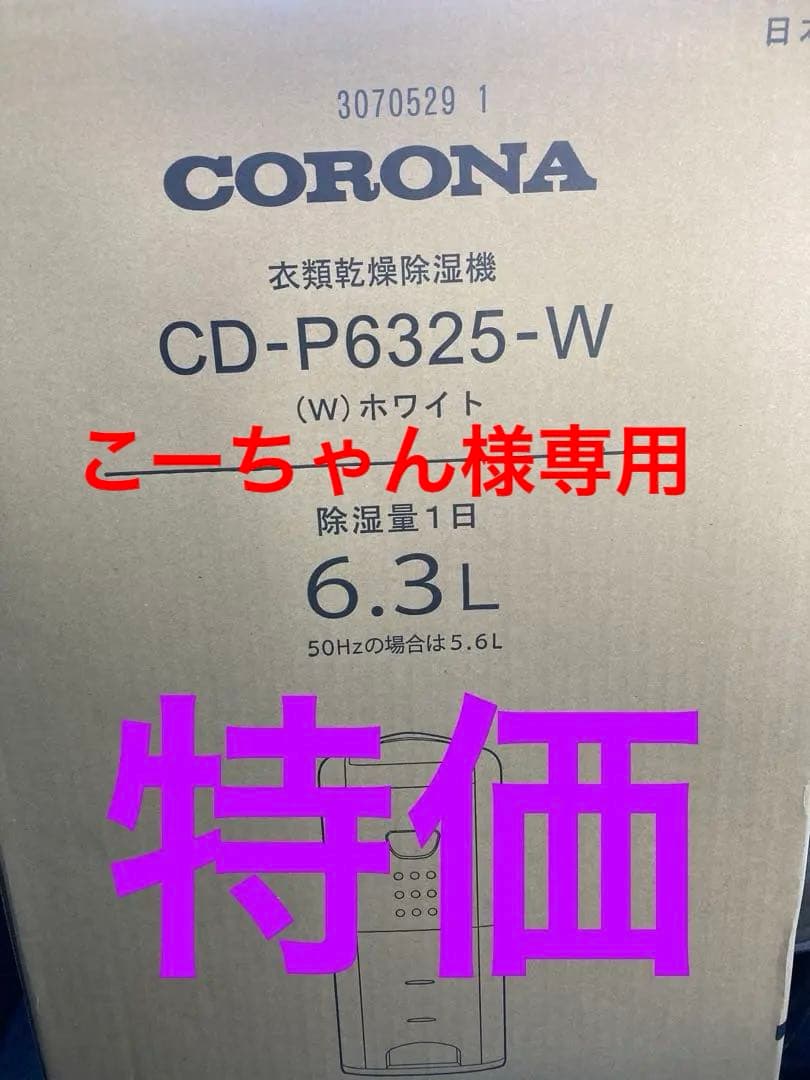 日
3070529 1
CORONA
衣類乾燥除湿機
CD-P6325-W
(W)ホワイト
こーちゃん様専用
除湿量1日
6.3L
50Hzの場合は5.6L
特価